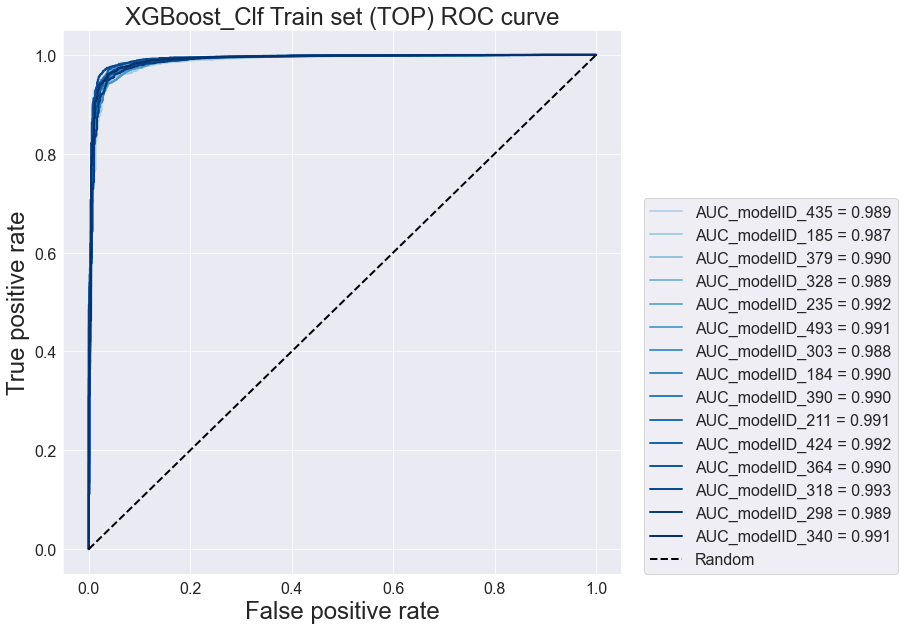 XGBoost_Clf Train set (TOP) ROC curve
1.0
0.8
0.6
0.4
0.2
0.0
True positive rate
0.0 0.2 0.4 0.6 0.8 1.0
False positive rate
AUC_modelID_435 = 0.989
AUC_modelID_185 = 0.987
AUC_modelID_379 = 0.990
AUC_modelID_328 = 0.989
AUC_modelID_235 = 0.992
AUC_modelID_493 = 0.991
AUC_modelID_303 = 0.988
AUC_modelID_184 = 0.990
AUC_modelID_390 = 0.990
AUC_modelID_211 = 0.991
AUC_modelID_424 = 0.992
AUC_modelID_364 = 0.990
AUC_modelID_318 = 0.993
AUC_modelID_298 = 0.989
AUC_modelID_340 = 0.991
Random